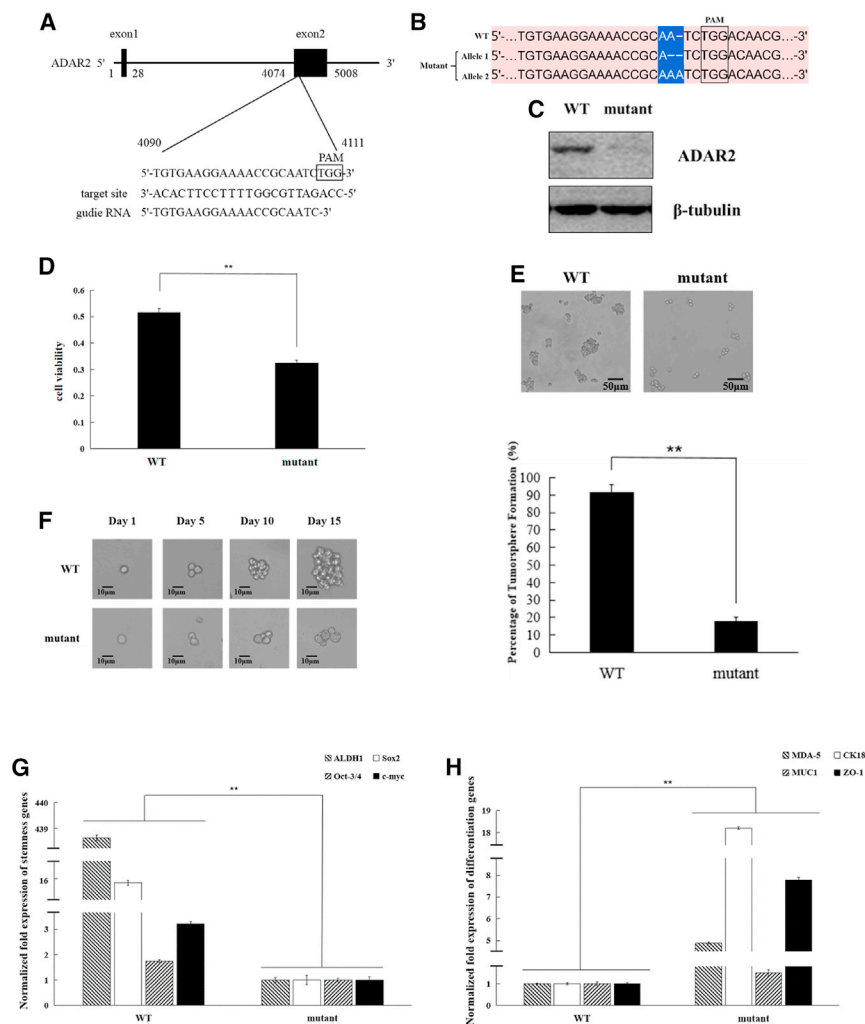 A
exon1
exon2
ADAR2 5'
3'
1 28
4074
5008
4090
4111
PAM
5'-TGTGAAGGAAAACCGCAATCTGG-3'
target site 3'-ACACTTCCTTTTGGCGTTAGACC-5'
gudie RNA 5'-TGTGAAGGAAAACCGCAATC-3'
B
PAM
WT 5'-...TGTGAAGGAAAACCGCAA-TCTGGACAACG...-3'
Mutant
Allele 1 5'-...TGTGAAGGAAAACCGCA--TCTGGACAACG...-3'
Allele 2 5'-...TGTGAAGGAAAACCGCAAATCTGGACAACG...-3'
C
WT mutant
ADAR2
β-tubulin
D
**
cell viability
0.6
0.5
0.4
0.3
0.2
0.1
0
WT
mutant
E
WT
mutant
50μm
50μm
Percentage of Tumorsphere Formation (%)
**
100
90
80
70
60
50
40
30
20
10
0
WT
mutant
F
Day 1 Day 5 Day 10 Day 15
WT
10μm 10μm 10μm 10μm
mutant
10μm 10μm 10μm 10μm
G
ALDH1 Sox2
Oct-3/4 c-myc
**
Normalized fold expression of stemness genes
440
439
16
3
2
1
0
WT
mutant
H
MDA-5 CK18
MUC1 ZO-1
**
Normalized fold expression of differentiation genes
19
18
8
7
6
5
1
0
WT
mutant